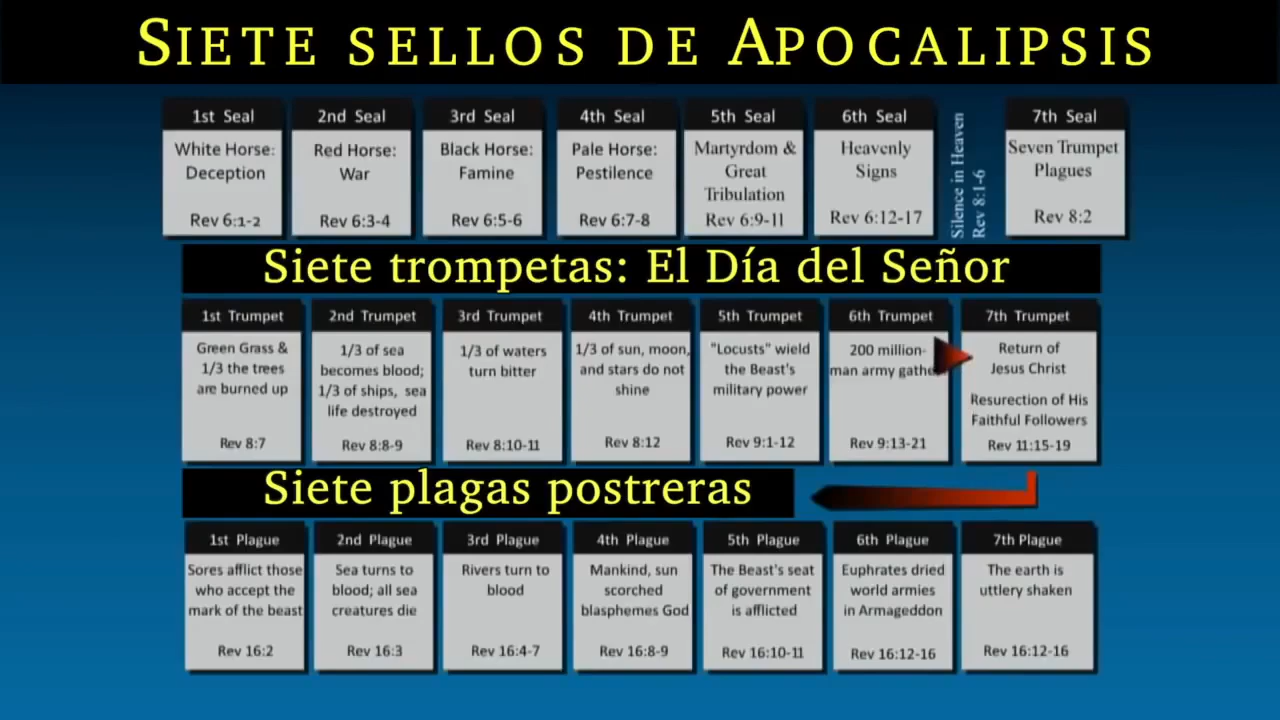 SIETE SELLOS DE APOCALIPSIS
1st Seal
White Horse:
Deception
Rev 6:1-2
2nd Seal
Red Horse:
War
Rev 6:3-4
3rd Seal
Black Horse:
Famine
Rev 6:5-6
4th Seal
Pale Horse:
Pestilence
Rev 6:7-8
5th Seal
Martyrdom &
Great
Tribulation
Rev 6:9-11
6th Seal
Heavenly
Signs
Rev 6:12-17
Silence in Heaven
Rev 8:1-6
7th Seal
Seven Trumpet
Plagues
Rev 8:2
Siete trompetas: El Día del Señor
1st Trumpet
Green Grass &
1/3 the trees
are burned up
Rev 8:7
2nd Trumpet
1/3 of sea
becomes blood;
1/3 of ships, sea
life destroyed
Rev 8:8-9
3rd Trumpet
1/3 of waters
turn bitter
Rev 8:10-11
4th Trumpet
1/3 of sun, moon,
and stars do not
shine
Rev 8:12
5th Trumpet
"Locusts" wield
the Beast's
military power
Rev 9:1-12
6th Trumpet
200 million-
man army gathe
Rev 9:13-21
7th Trumpet
Return of
Jesus Christ
Resurection of His
Faithful Followers
Rev 11:15-19
Siete plagas postreras
1st Plague
Sores afflict those
who accept the
mark of the beast
Rev 16:2
2nd Plague
Sea turns to
blood; all sea
creatures die
Rev 16:3
3rd Plague
Rivers turn to
blood
Rev 16:4-7
4th Plague
Mankind, sun
scorched
blasphemes God
Rev 16:8-9
5th Plague
The Beast's seat
of government
is afflicted
Rev 16:10-11
6th Plague
Euphrates dried
world armies
in Armageddon
Rev 16:12-16
7th Plague
The earth is
uttlery shaken
Rev 16:12-16